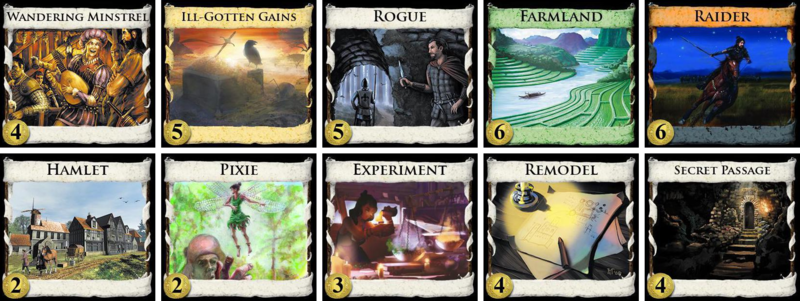 WANDERING MINSTREL
4
ILL-GOTTEN GAINS
5
ROGUE
5
FARMLAND
6
RAIDER
6
HAMLET
2
PIXIE
2
EXPERIMENT
3
REMODEL
4
SECRET PASSAGE
4